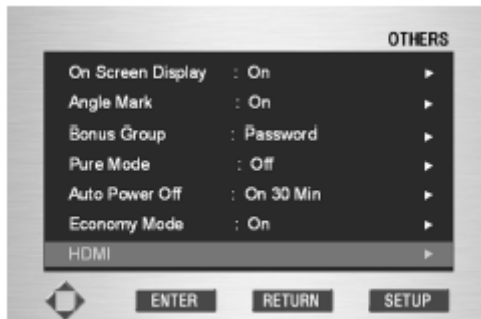 OTHERS
On Screen Display : On
Angle Mark : On
Bonus Group : Password
Pure Mode : Off
Auto Power Off : On 30 Min
Economy Mode : On
HDMI
ENTER RETURN SETUP